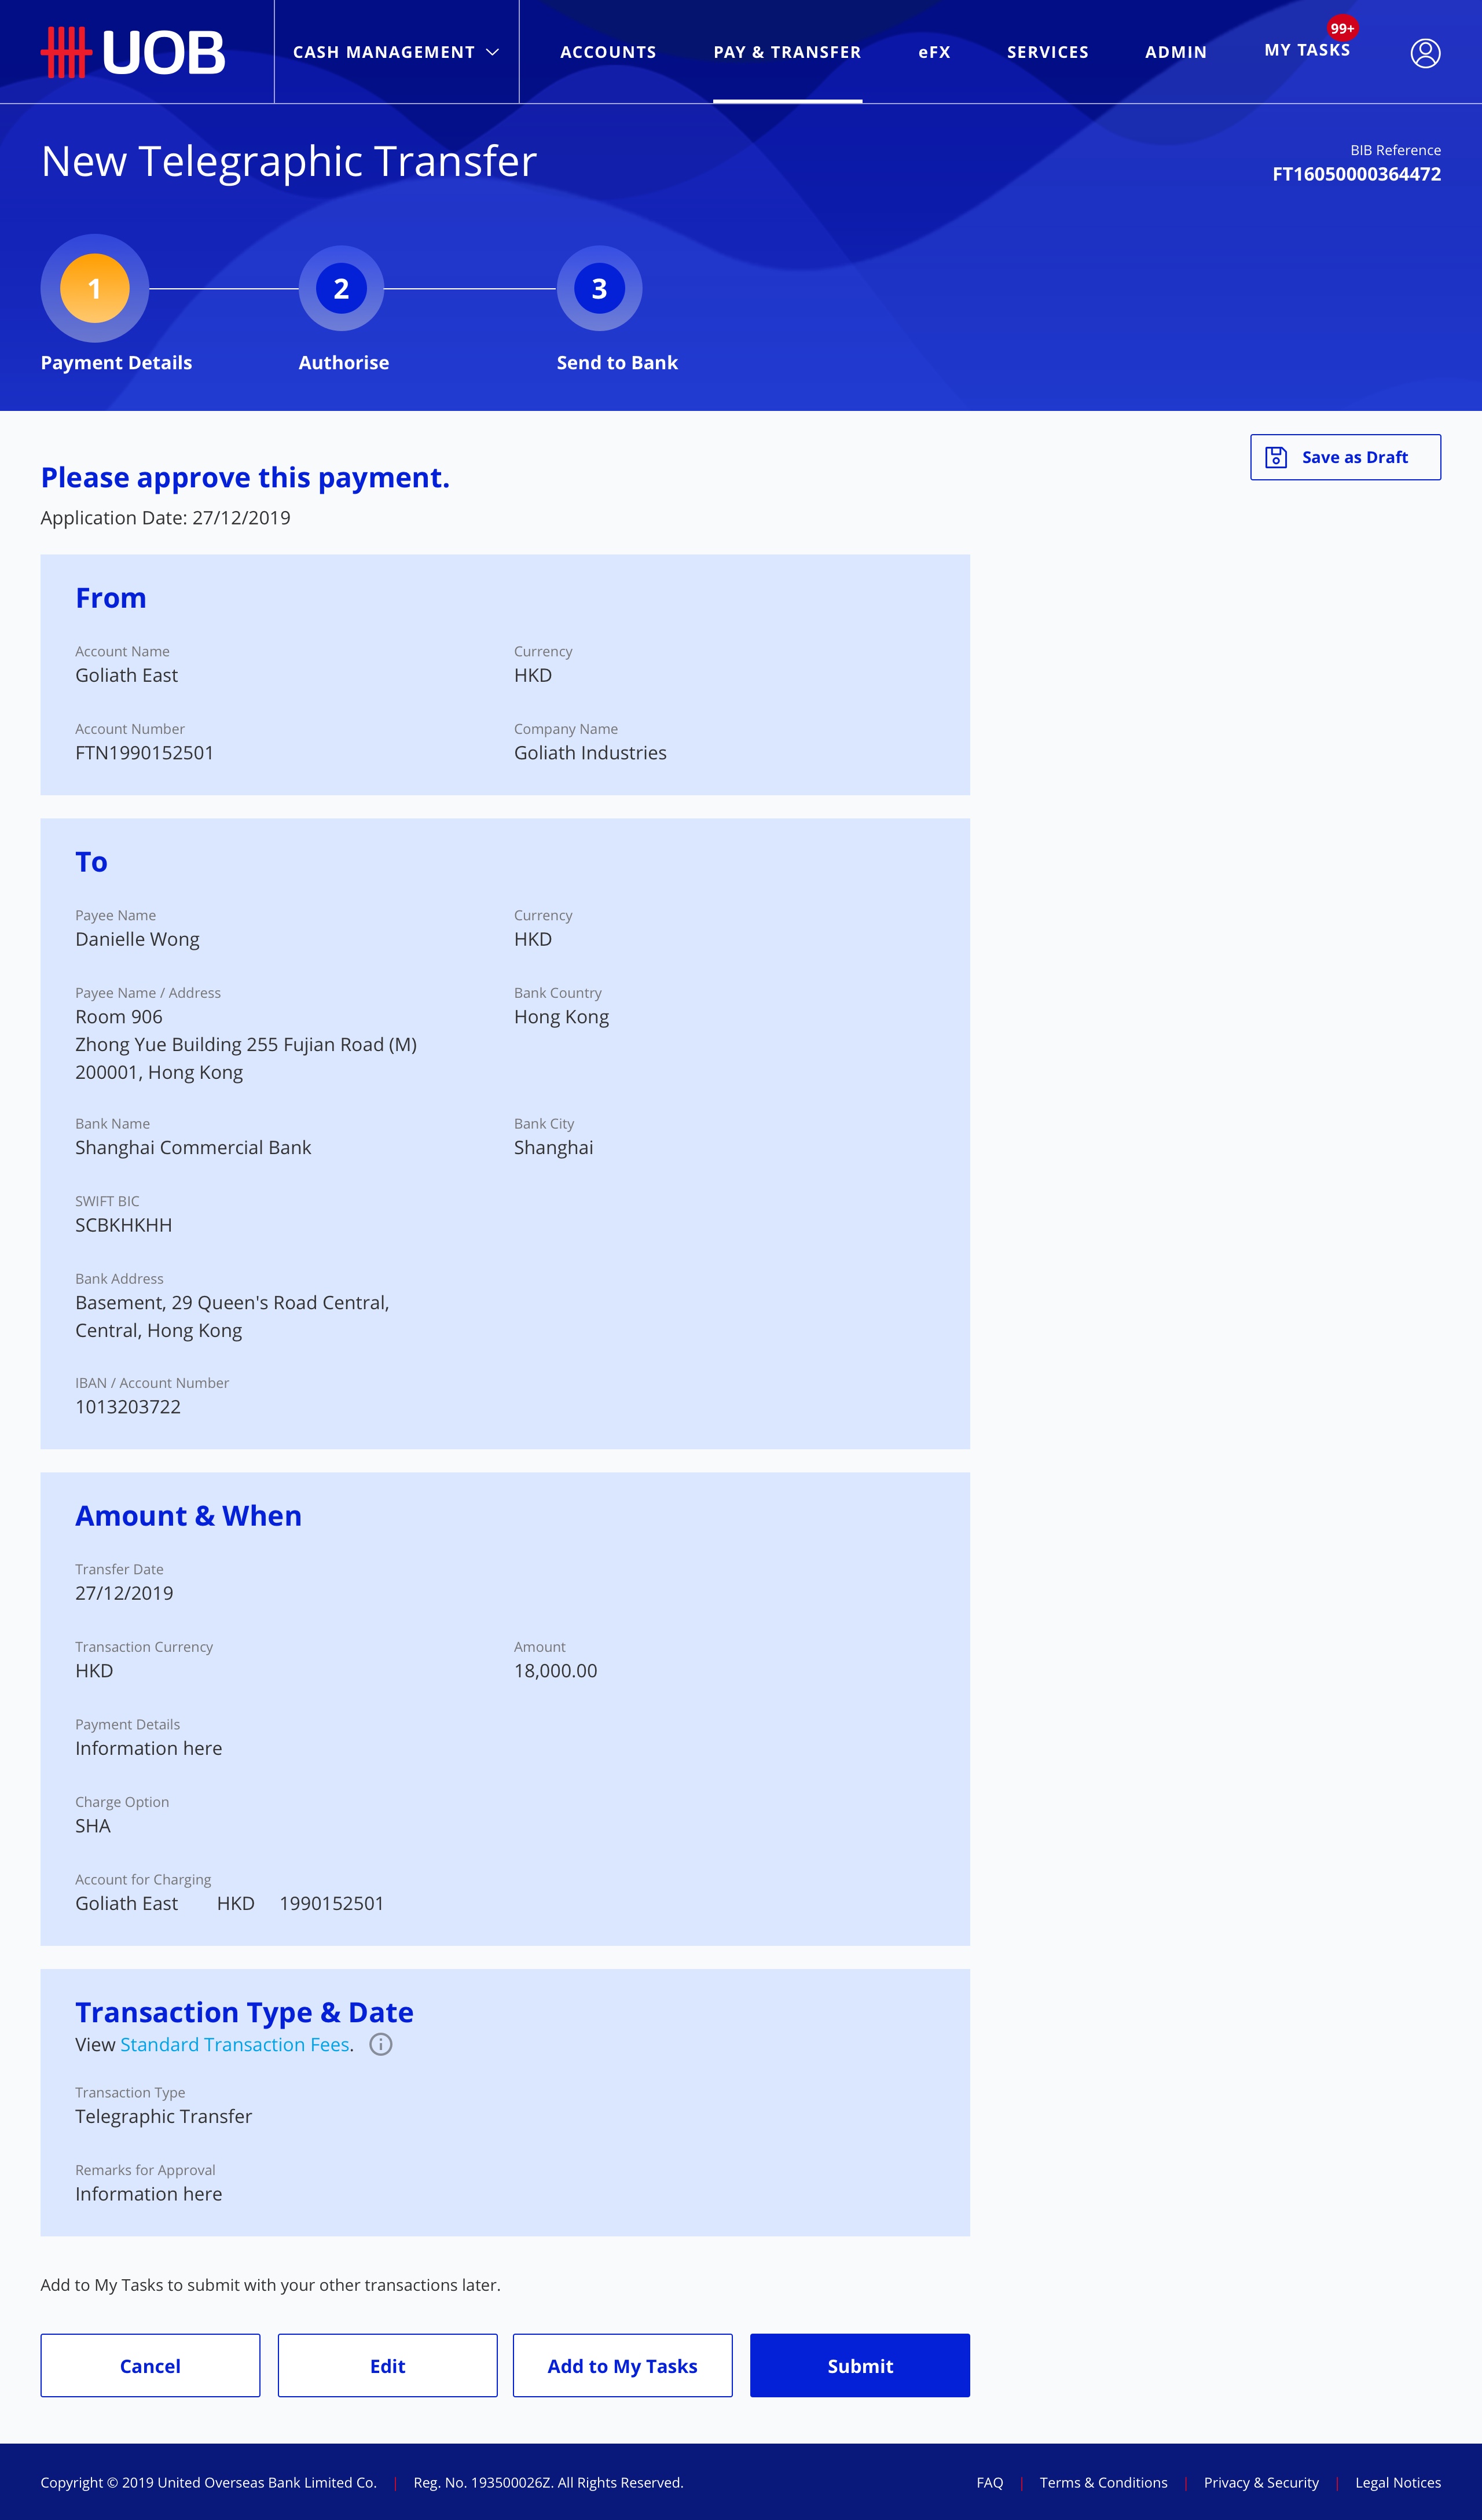 UOB
CASH MANAGEMENT
ACCOUNTS
PAY & TRANSFER
eFX
SERVICES
ADMIN
MY TASKS
99+
New Telegraphic Transfer
BIB Reference
FT16050000364472
1
2
3
Payment Details
Authorise
Send to Bank
Save as Draft
Please approve this payment.
Application Date: 27/12/2019
From
Account Name
Goliath East
Currency
HKD
Account Number
FTN1990152501
Company Name
Goliath Industries
To
Payee Name
Danielle Wong
Currency
HKD
Payee Name / Address
Room 906
Zhong Yue Building 255 Fujian Road (M)
200001, Hong Kong
Bank Country
Hong Kong
Bank Name
Shanghai Commercial Bank
Bank City
Shanghai
SWIFT BIC
SCBKHKHH
Bank Address
Basement, 29 Queen's Road Central,
Central, Hong Kong
IBAN / Account Number
1013203722
Amount & When
Transfer Date
27/12/2019
Transaction Currency
HKD
Amount
18,000.00
Payment Details
Information here
Charge Option
SHA
Account for Charging
Goliath East HKD 1990152501
Transaction Type & Date
View Standard Transaction Fees.
Transaction Type
Telegraphic Transfer
Remarks for Approval
Information here
Add to My Tasks to submit with your other transactions later.
Cancel
Edit
Add to My Tasks
Submit
Copyright © 2019 United Overseas Bank Limited Co. | Reg. No. 193500026Z. All Rights Reserved.
FAQ | Terms & Conditions | Privacy & Security | Legal Notices